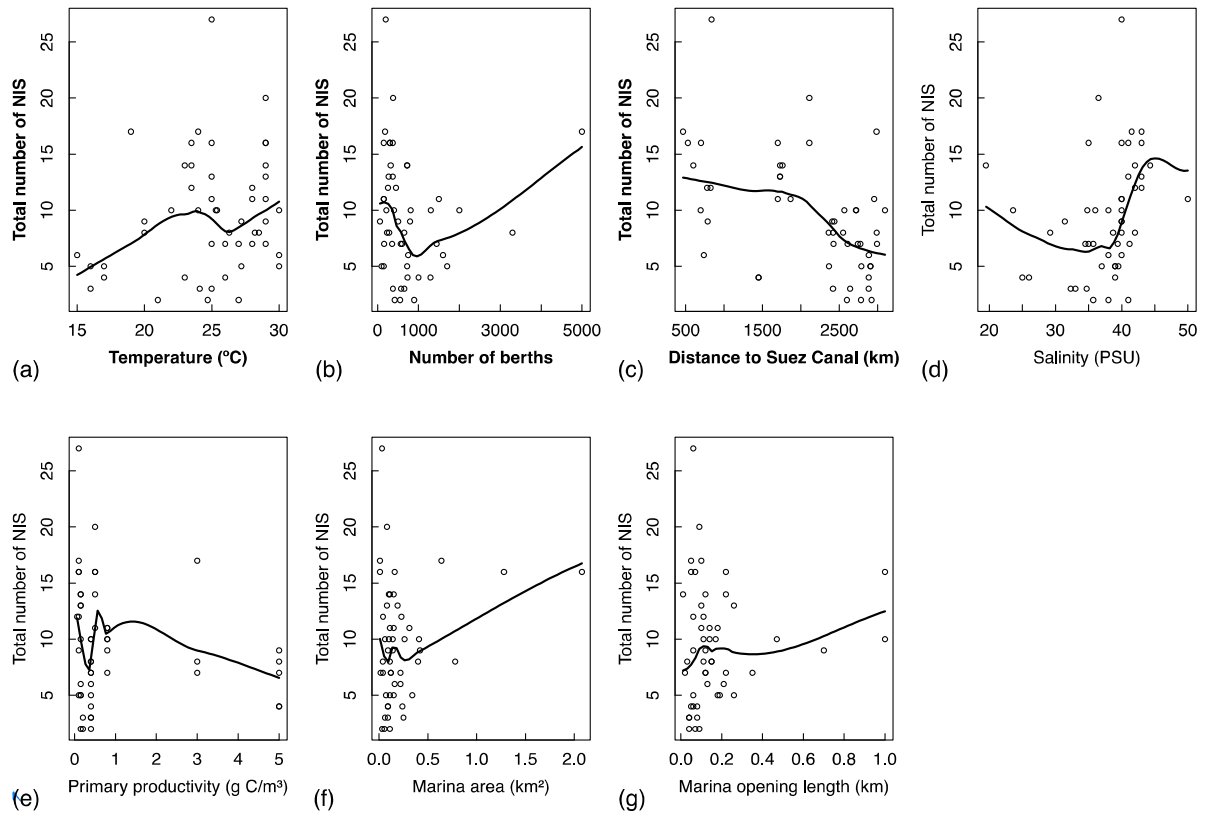 Total number of NIS
5 10 15 20 25
15 20 25 30
Temperature (ºC)
(a)
Total number of NIS
5 10 15 20 25
0 1000 3000 5000
Number of berths
(b)
Total number of NIS
5 10 15 20 25
500 1500 2500
Distance to Suez Canal (km)
(c)
Total number of NIS
5 10 15 20 25
20 30 40 50
Salinity (PSU)
(d)
Total number of NIS
5 10 15 20 25
0 1 2 3 4 5
Primary productivity (g C/m³)
(e)
Total number of NIS
5 10 15 20 25
0.0 0.5 1.0 1.5 2.0
Marina area (km²)
(f)
Total number of NIS
5 10 15 20 25
0.0 0.2 0.4 0.6 0.8 1.0
Marina opening length (km)
(g)